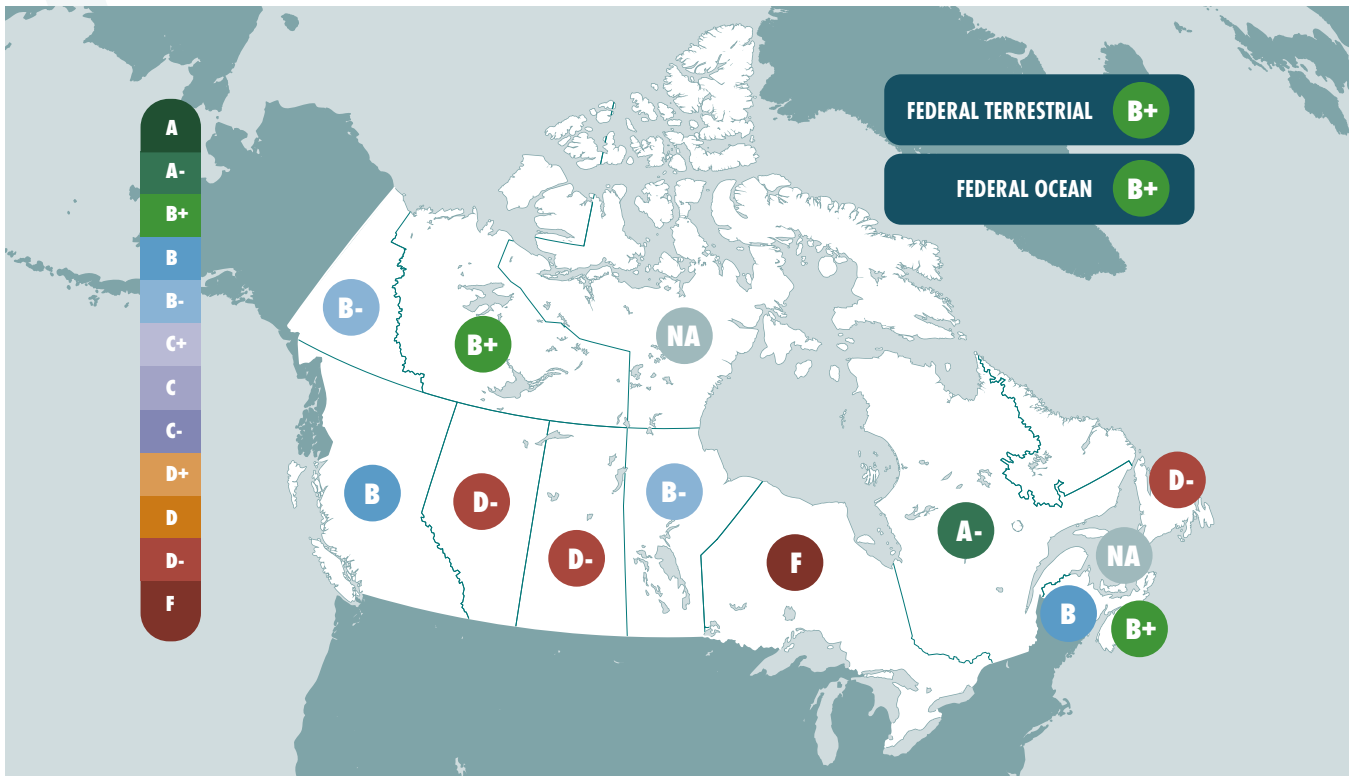 A
A-
B+
B
B-
C+
C
C-
D+
D
D-
F
FEDERAL TERRESTRIAL B+
FEDERAL OCEAN B+
B-
B+
NA
B
D-
D-
B-
F
A-
D-
NA
B
B+